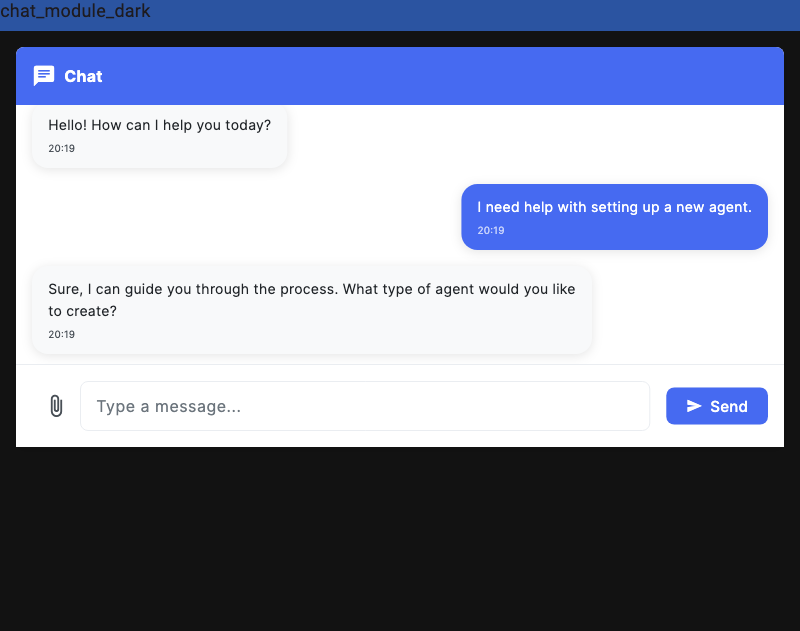 chat_module_dark
Chat
Hello! How can I help you today?
20:19
I need help with setting up a new agent.
20:19
Sure, I can guide you through the process. What type of agent would you like
to create?
20:19
Type a message...
Send